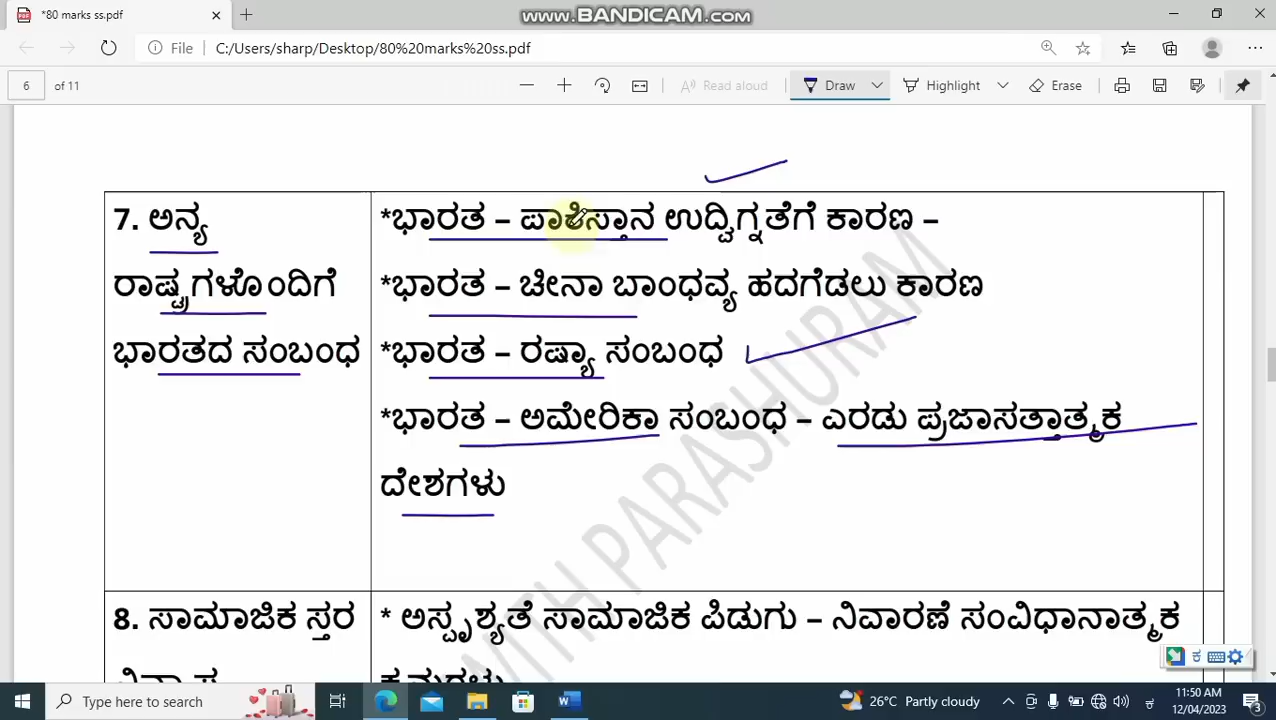 *80 marks ss.pdf
www.BANDICAM.com
File C:/Users/sharp/Desktop/80%20marks%20ss.pdf
6 of 11 Read aloud Draw Highlight Erase
7. ಅನ್ಯ
ರಾಷ್ಟ್ರಗಳೊಂದಿಗೆ
ಭಾರತದ ಸಂಬಂಧ
*ಭಾರತ – ಪಾಕಿಸ್ತಾನ ಉದ್ವಿಗ್ನತೆಗೆ ಕಾರಣ –
*ಭಾರತ – ಚೀನಾ ಬಾಂಧವ್ಯ ಹದಗೆಡಲು ಕಾರಣ
*ಭಾರತ – ರಷ್ಯಾ ಸಂಬಂಧ
*ಭಾರತ – ಅಮೇರಿಕಾ ಸಂಬಂಧ – ಎರಡು ಪ್ರಜಾಸತ್ತಾತ್ಮಕ
ದೇಶಗಳು
8. ಸಾಮಾಜಿಕ ಸ್ತರ
* ಅಸ್ಪೃಶ್ಯತೆ ಸಾಮಾಜಿಕ ಪಿಡುಗು – ನಿವಾರಣೆ ಸಂವಿಧಾನಾತ್ಮಕ
WITH PARASHURAM
ಕ
Type here to search
26°C Partly cloudy
11:50 AM
12/04/2023
3